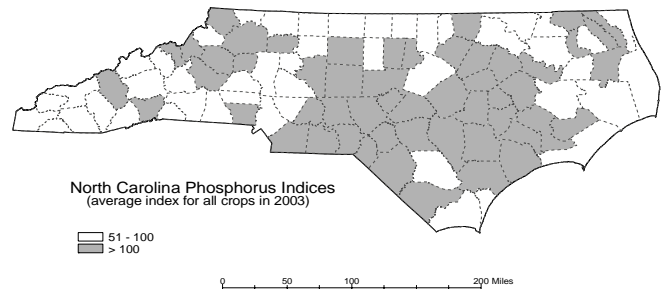 North Carolina Phosphorus Indices
(average index for all crops in 2003)
51 - 100
> 100
0 50 100 200 Miles